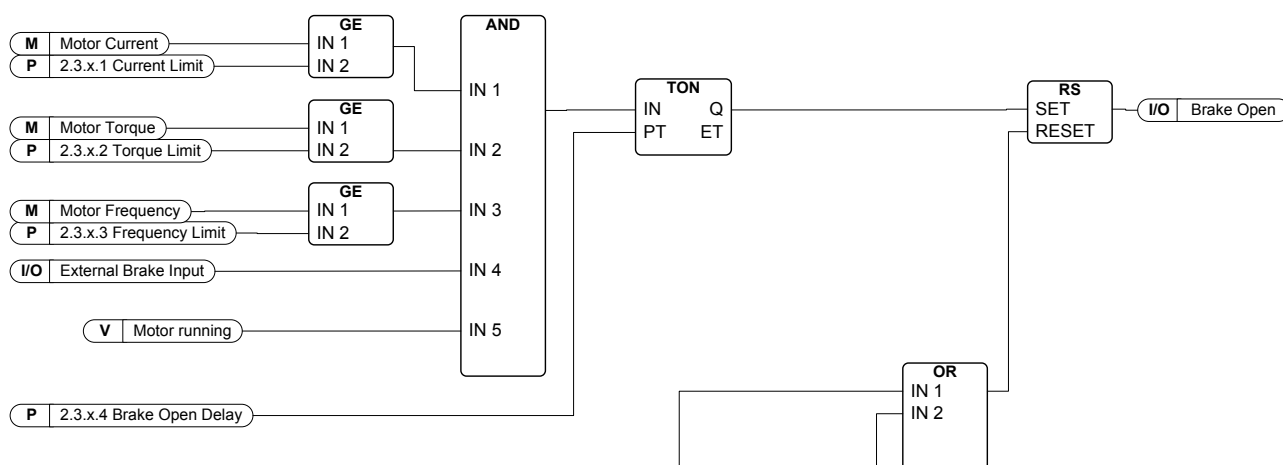 GE
M Motor Current
IN 1
P 2.3.x.1 Current Limit
IN 2
GE
M Motor Torque
IN 1
P 2.3.x.2 Torque Limit
IN 2
GE
M Motor Frequency
IN 1
P 2.3.x.3 Frequency Limit
IN 2
I/O External Brake Input
V Motor running
P 2.3.x.4 Brake Open Delay
AND
IN 1
IN 2
IN 3
IN 4
IN 5
TON
IN Q
PT ET
RS
SET
RESET
I/O Brake Open
OR
IN 1
IN 2